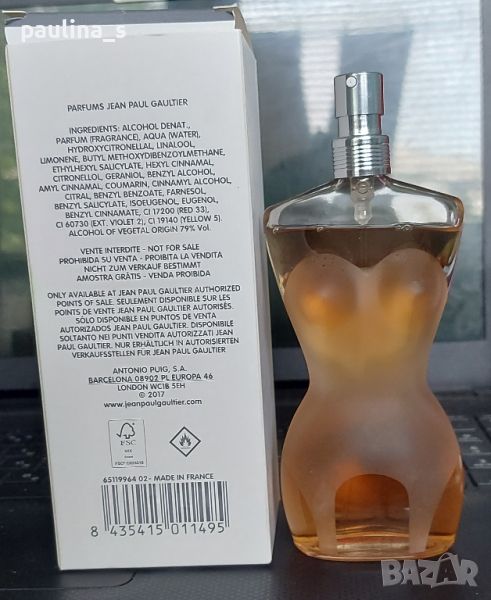 paulina_s
PARFUMS JEAN PAUL GAULTIER
INGREDIENTS: ALCOHOL DENAT.,
PARFUM (FRAGRANCE), AQUA (WATER),
HYDROXYCITRONELLAL, LINALOOL,
LIMONENE, BUTYL METHOXYDIBENZOYLMETHANE,
ETHYLHEXYL SALICYLATE, HEXYL CINNAMAL,
CITRONELLOL, GERANIOL, BENZYL ALCOHOL,
AMYL CINNAMAL, COUMARIN, CINNAMYL ALCOHOL,
CITRAL, BENZYL BENZOATE, FARNESOL,
BENZYL SALICYLATE, ISOEUGENOL, EUGENOL,
BENZYL CINNAMATE, CI 17200 (RED 33),
CI 60730 (EXT. VIOLET 2), CI 19140 (YELLOW 5).
ALCOHOL OF VEGETAL ORIGIN 79% Vol.
VENTE INTERDITE - NOT FOR SALE
PROHIBIDA SU VENTA - PROIBITA LA VENDITA
NICHT ZUM VERKAUF BESTIMMT
AMOSTRA GRÁTIS - VENDA PROIBIDA
ONLY AVAILABLE AT JEAN PAUL GAULTIER AUTHORIZED
POINTS OF SALE. SEULEMENT DISPONIBLE SUR LES
POINTS DE VENTE JEAN PAUL GAULTIER AUTORISÉS.
SÓLO DISPONIBLE EN PUNTOS DE VENTA
AUTORIZADOS JEAN PAUL GAULTIER. DISPONIBILE
SOLTANTO NEI PUNTI VENDITA AUTORIZZATI JEAN
PAUL GAULTIER. NUR ERHÄLTLICH IN AUTORISIERTEN
VERKAUFSSTELLEN FÜR JEAN PAUL GAULTIER
ANTONIO PUIG, S.A.
BARCELONA 08902 PL EUROPA 46
LONDON WC1B 5EH
© 2017
www.jeanpaulgaultier.com
FSC
MIX
65119964 02 - MADE IN FRANCE
8 435415 011495
BAZAR